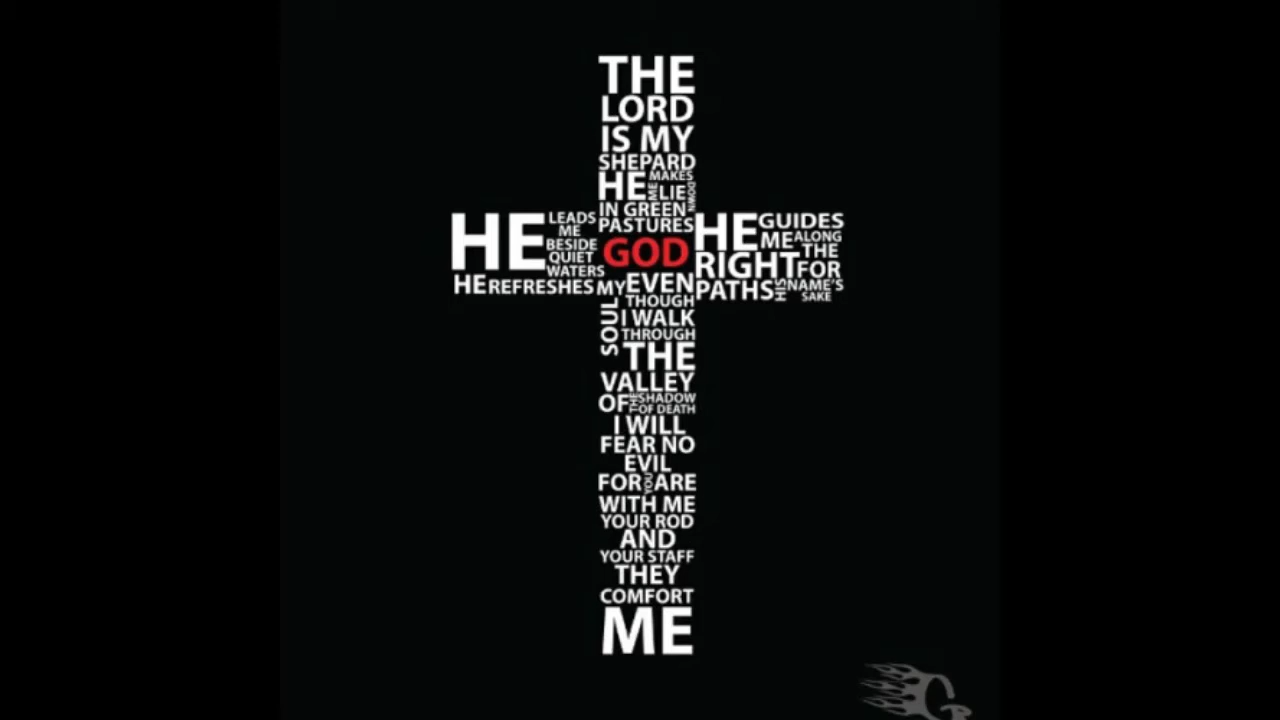 THE
LORD
IS MY
SHEPARD
HE MAKES
ME LIE DOWN
IN GREEN
PASTURES
HE LEADS
ME
BESIDE
QUIET
WATERS
HE REFRESHES MY
SOUL
GOD
HE GUIDES
ME ALONG
THE
RIGHT
PATHS
FOR
HIS NAME'S
SAKE
EVEN
THOUGH
I WALK
THROUGH
THE
VALLEY
OF THE SHADOW
OF DEATH
I WILL
FEAR NO
EVIL
FOR YOU ARE
WITH ME
YOUR ROD
AND
YOUR STAFF
THEY
COMFORT
ME